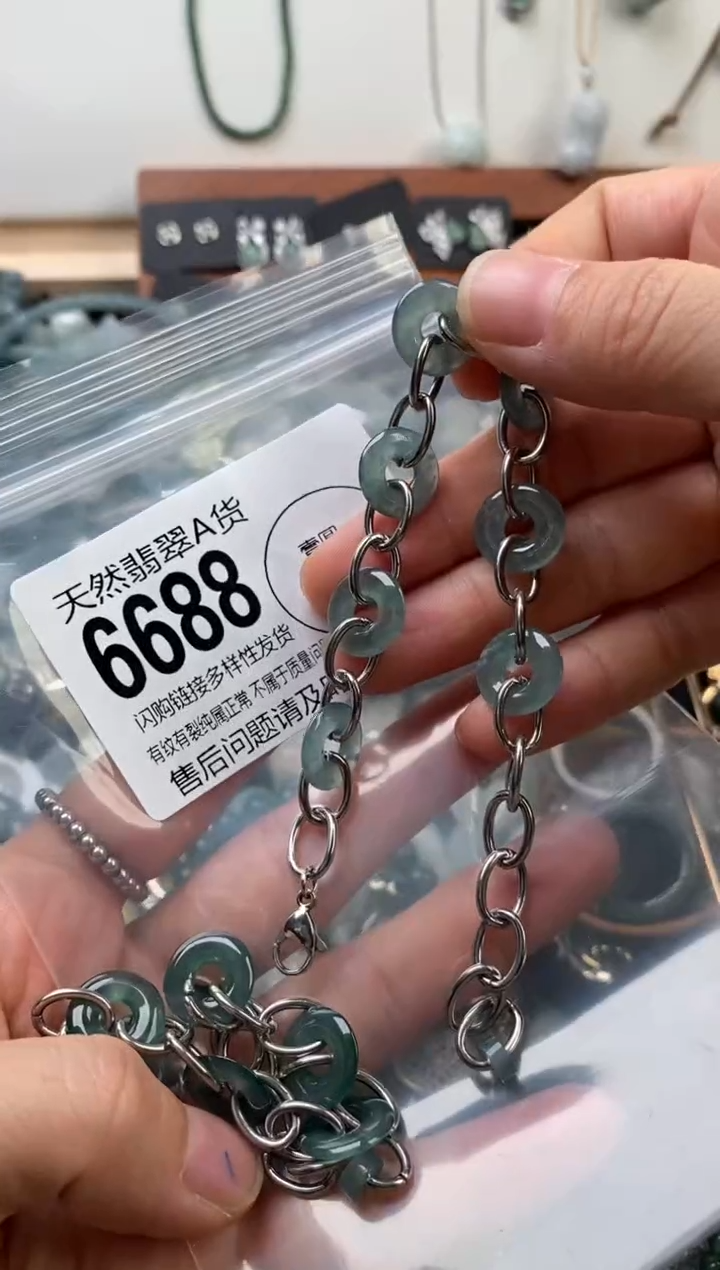 天然翡翠A货
6688
闪购链接多样性发货
有纹有裂纯属正常 不属于质量问
售后问题请及